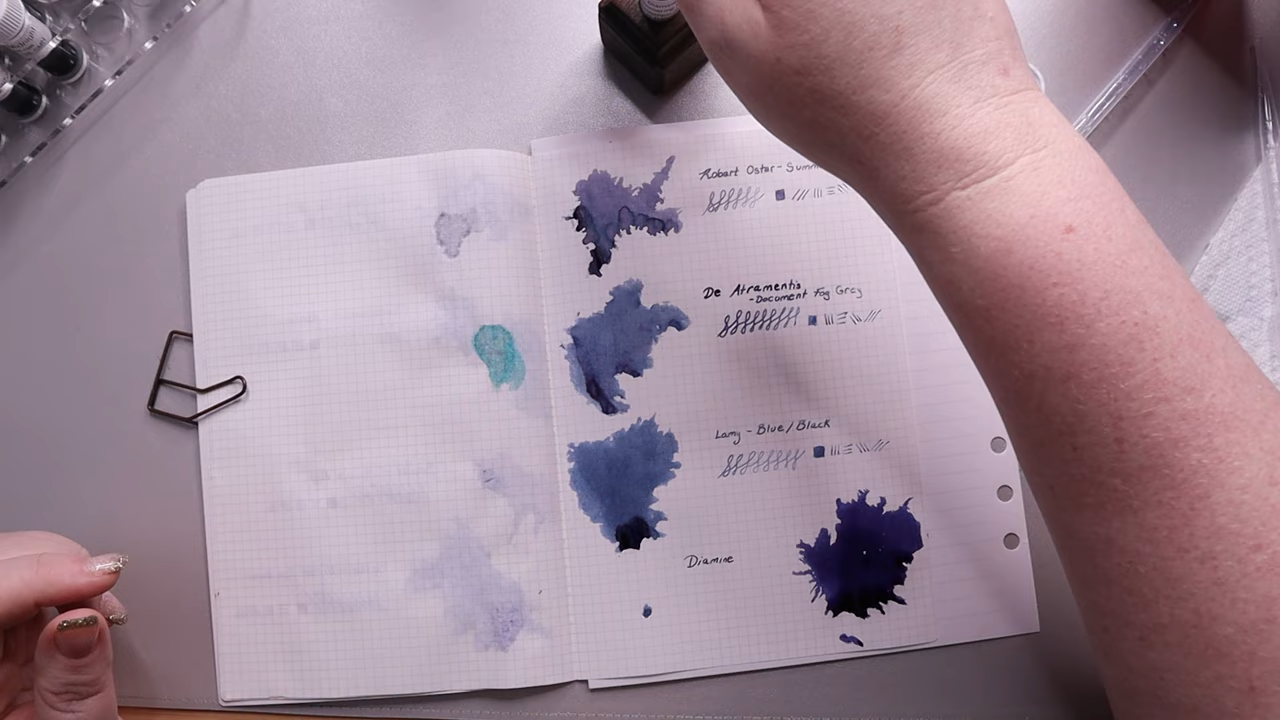 Robert Oster - Summ
De Atramentis
- Document Fog Grey
Lamy - Blue/Black
Diamine